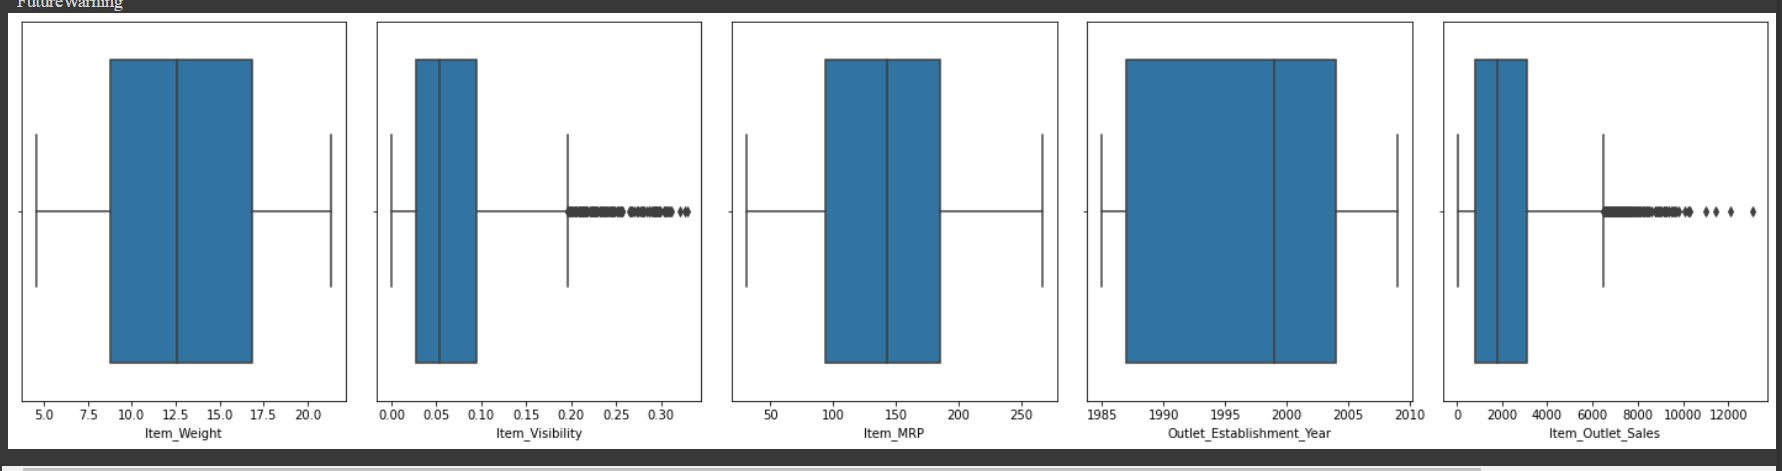 FutureWarning
5.0 7.5 10.0 12.5 15.0 17.5 20.0
Item_Weight
0.00 0.05 0.10 0.15 0.20 0.25 0.30
Item_Visibility
50 100 150 200 250
Item_MRP
1985 1990 1995 2000 2005 2010
Outlet_Establishment_Year
0 2000 4000 6000 8000 10000 12000
Item_Outlet_Sales